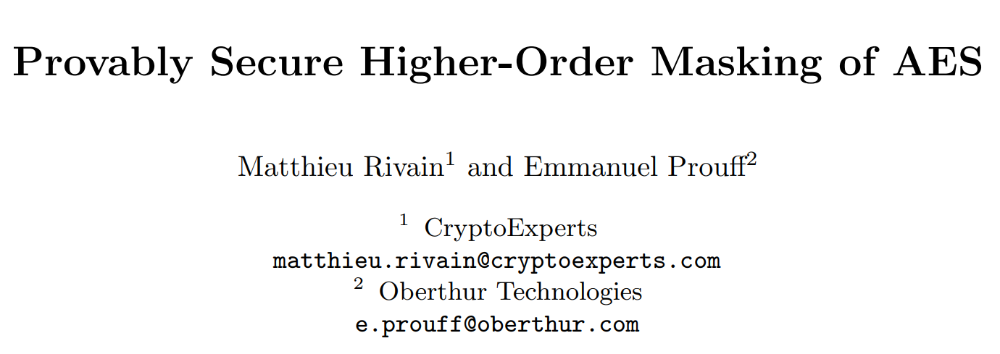 Provably Secure Higher-Order Masking of AES
Matthieu Rivain¹ and Emmanuel Prouff²
¹ CryptoExperts
matthieu.rivain@cryptoexperts.com
² Oberthur Technologies
e.prouff@oberthur.com